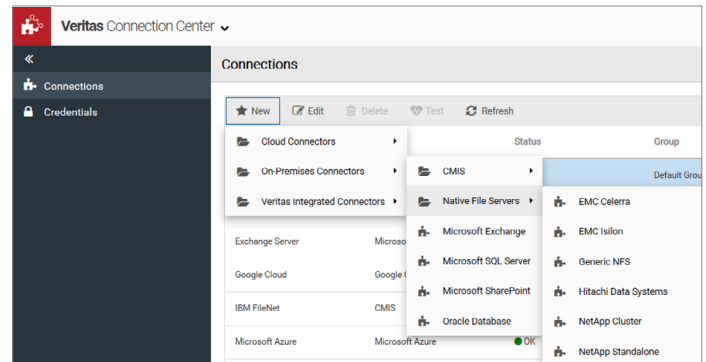 Veritas Connection Center
Connections
Credentials
Connections
New Edit Delete Test Refresh
Status Group
Cloud Connectors
On-Premises Connectors
Veritas Integrated Connectors
CMIS
Native File Servers
Microsoft Exchange
Microsoft SQL Server
Microsoft SharePoint
Oracle Database
EMC Celerra
EMC Isilon
Generic NFS
Hitachi Data Systems
NetApp Cluster
NetApp Standalone
Default
Exchange Server
Google Cloud Google
IBM FileNet CMIS
Microsoft Azure Microsoft Azure OK